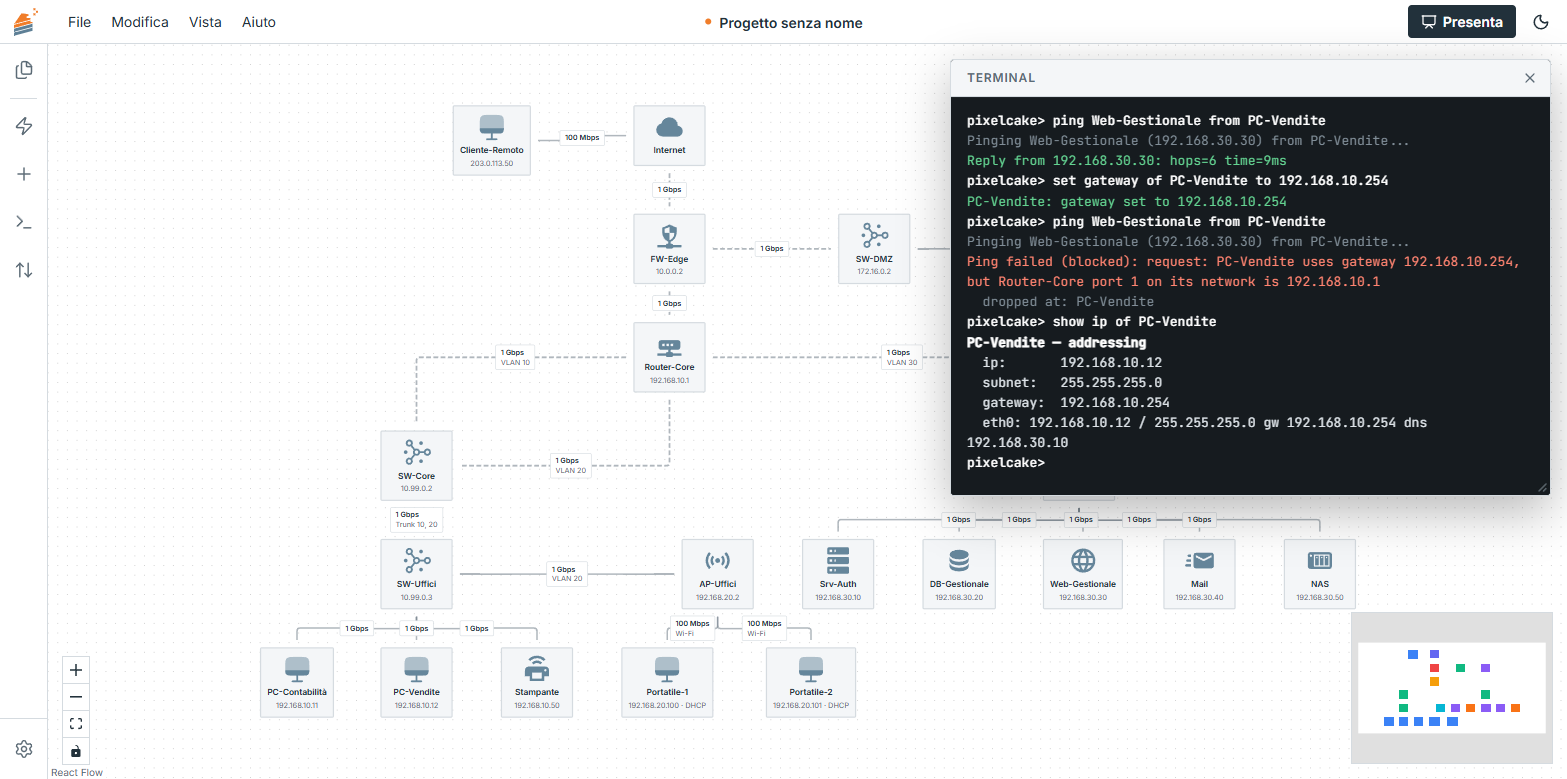 File Modifica Vista Aiuto
Progetto senza nome
Presenta
TERMINAL
pixelcake> ping Web-Gestionale from PC-Vendite
Pinging Web-Gestionale (192.168.30.30) from PC-Vendite...
Reply from 192.168.30.30: hops=6 time=9ms
pixelcake> set gateway of PC-Vendite to 192.168.10.254
PC-Vendite: gateway set to 192.168.10.254
pixelcake> ping Web-Gestionale from PC-Vendite
Pinging Web-Gestionale (192.168.30.30) from PC-Vendite...
Ping failed (blocked): request: PC-Vendite uses gateway 192.168.10.254,
but Router-Core port 1 on its network is 192.168.10.1
dropped at: PC-Vendite
pixelcake> show ip of PC-Vendite
PC-Vendite — addressing
ip: 192.168.10.12
subnet: 255.255.255.0
gateway: 192.168.10.254
eth0: 192.168.10.12 / 255.255.255.0 gw 192.168.10.254 dns
192.168.30.10
pixelcake>
Cliente-Remoto
203.0.113.50
100 Mbps
Internet
1 Gbps
FW-Edge
10.0.0.2
1 Gbps
SW-DMZ
172.16.0.2
1 Gbps
Router-Core
192.168.10.1
1 Gbps
VLAN 10
1 Gbps
VLAN 30
SW-Core
10.99.0.2
1 Gbps
VLAN 20
1 Gbps
Trunk 10, 20
SW-Uffici
10.99.0.3
1 Gbps
VLAN 20
AP-Uffici
192.168.20.2
1 Gbps 1 Gbps 1 Gbps 1 Gbps 1 Gbps
Srv-Auth
192.168.30.10
DB-Gestionale
192.168.30.20
Web-Gestionale
192.168.30.30
Mail
192.168.30.40
NAS
192.168.30.50
1 Gbps 1 Gbps 1 Gbps
100 Mbps
Wi-Fi
100 Mbps
Wi-Fi
PC-Contabilità
192.168.10.11
PC-Vendite
192.168.10.12
Stampante
192.168.10.50
Portatile-1
192.168.20.100 · DHCP
Portatile-2
192.168.20.101 · DHCP
React Flow